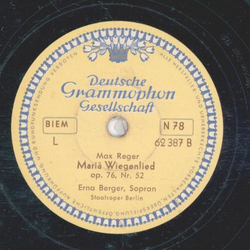 Deutsche
Grammophon
Gesellschaft
BIEM
N 78
L
62 387 B
Max Reger
Mariä Wiegenlied
op. 76, Nr. 52
Erna Berger, Sopran
Staatsoper Berlin